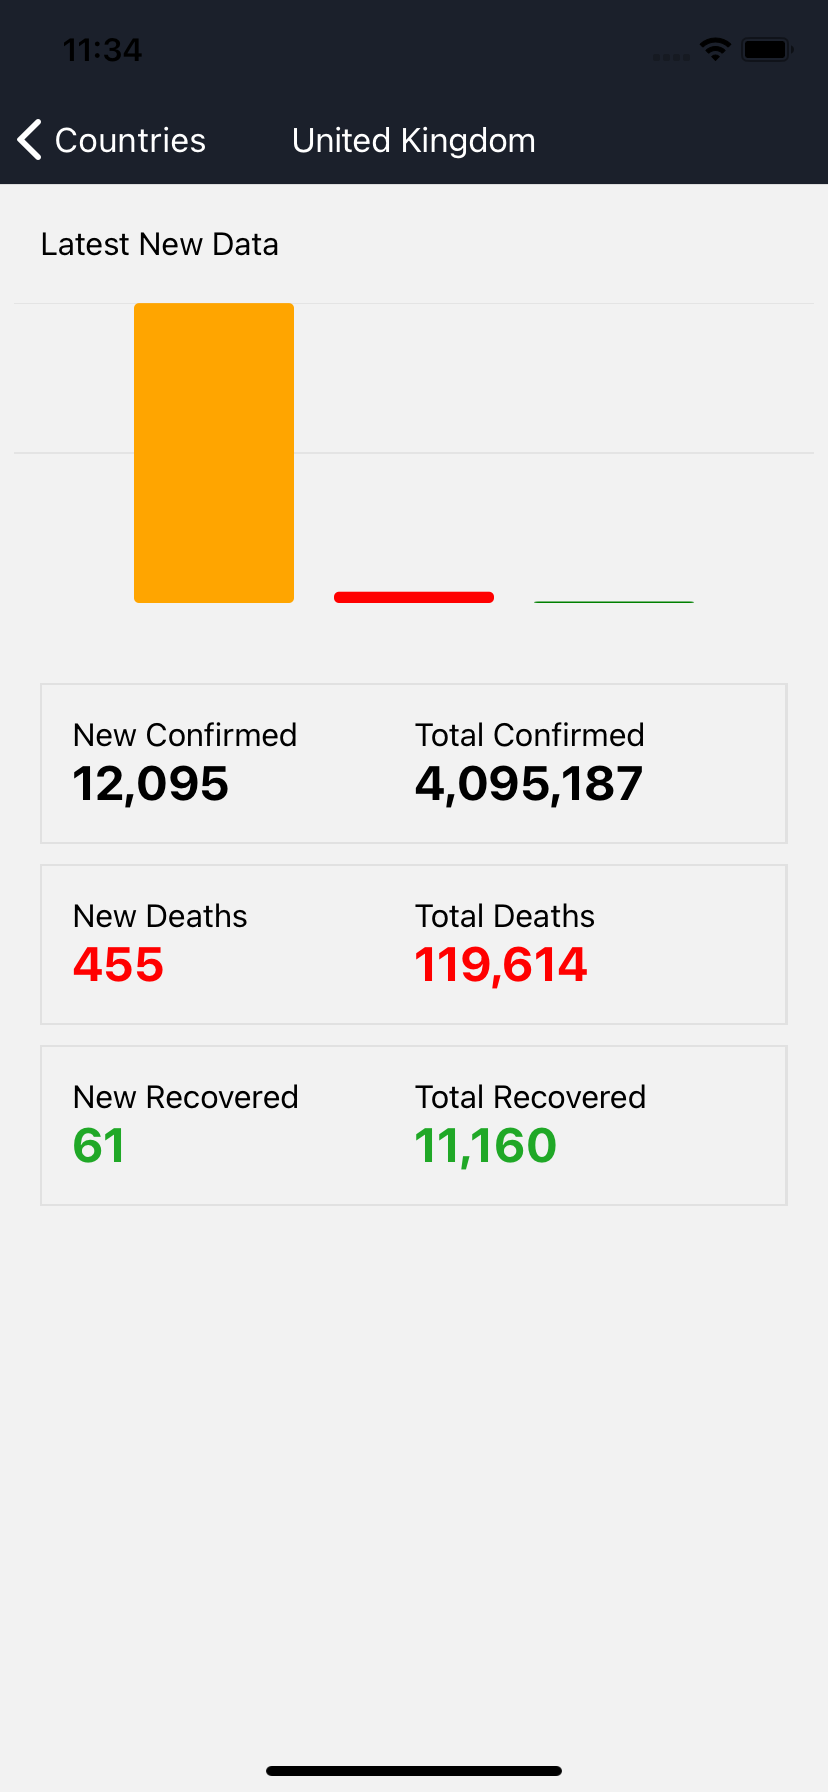 11:34
Countries
United Kingdom
Latest New Data
New Confirmed Total Confirmed
12,095 4,095,187
New Deaths Total Deaths
455 119,614
New Recovered Total Recovered
61 11,160